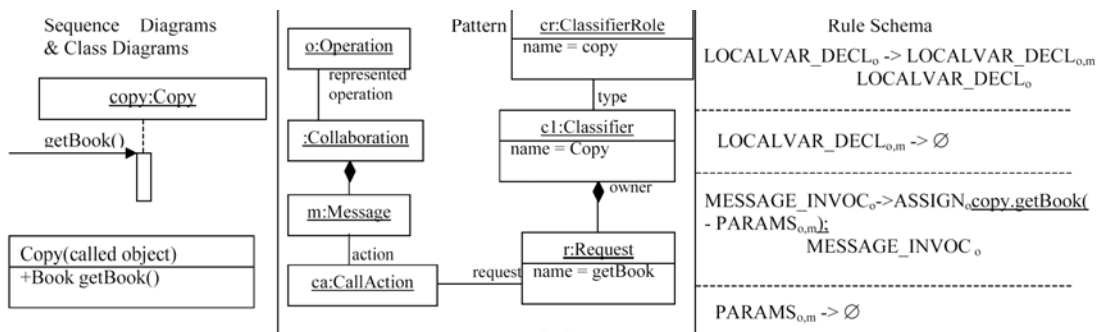 Sequence Diagrams
& Class Diagrams
copy:Copy
getBook()
Copy(called object)
+Book getBook()
Pattern
o:Operation
represented
operation
:Collaboration
m:Message
action
ca:CallAction
cr:ClassifierRole
name = copy
type
c1:Classifier
name = Copy
owner
r:Request
request
name = getBook
Rule Schema
LOCALVAR_DECLₒ -> LOCALVAR_DECLₒ,ₘ
LOCALVAR_DECLₒ
LOCALVAR_DECLₒ,ₘ -> ∅
MESSAGE_INVOCₒ->ASSIGNₒcopy.getBook(
- PARAMSₒ,ₘ);
MESSAGE_INVOCₒ
PARAMSₒ,ₘ -> ∅